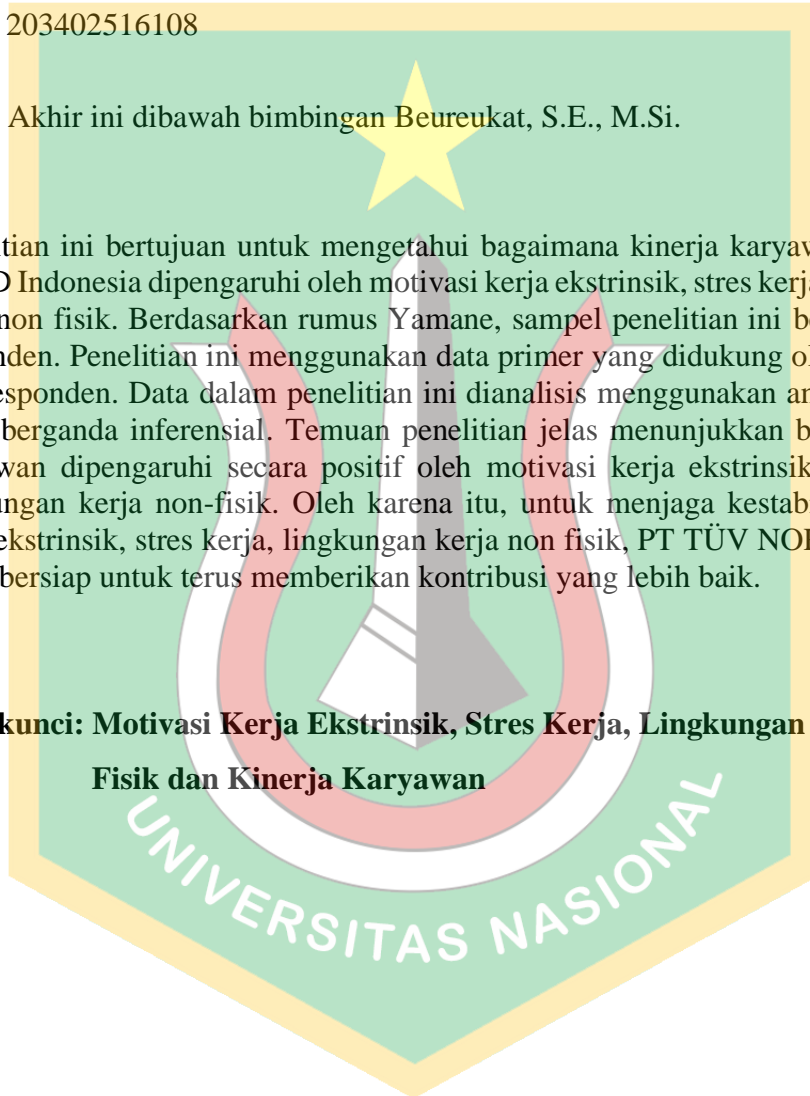 203402516108
Akhir ini dibawah bimbingan Beureukat, S.E., M.Si.
itian ini bertujuan untuk mengetahui bagaimana kinerja karyaw
D Indonesia dipengaruhi oleh motivasi kerja ekstrinsik, stres kerja
non fisik. Berdasarkan rumus Yamane, sampel penelitian ini be
nden. Penelitian ini menggunakan data primer yang didukung ol
esponden. Data dalam penelitian ini dianalisis menggunakan an
berganda inferensial. Temuan penelitian jelas menunjukkan b
wan dipengaruhi secara positif oleh motivasi kerja ekstrinsik
ungan kerja non-fisik. Oleh karena itu, untuk menjaga kestab
ekstrinsik, stres kerja, lingkungan kerja non fisik, PT TÜV NOI
bersiap untuk terus memberikan kontribusi yang lebih baik.
kunci: Motivasi Kerja Ekstrinsik, Stres Kerja, Lingkungan
Fisik dan Kinerja Karyawan
UNIVERSITAS NASIONAL